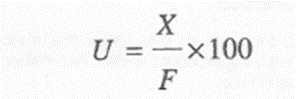 U = X/F × 100